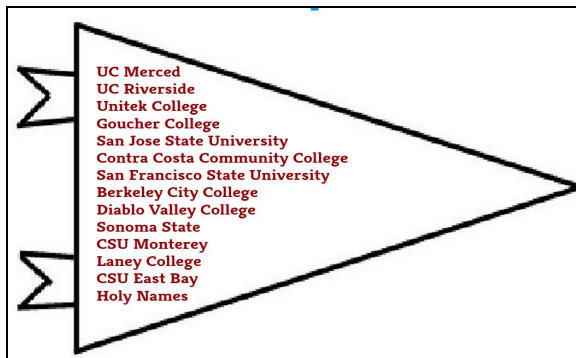 UC Merced
UC Riverside
Unitek College
Goucher College
San Jose State University
Contra Costa Community College
San Francisco State University
Berkeley City College
Diablo Valley College
Sonoma State
CSU Monterey
Laney College
CSU East Bay
Holy Names